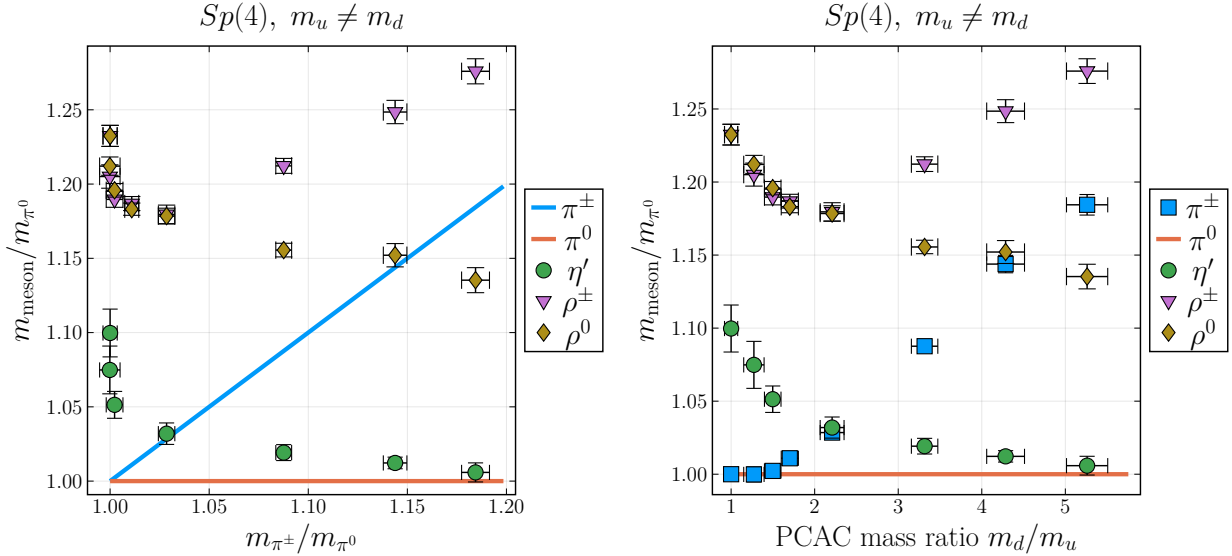 Sp(4), m_u ≠ m_d
m_meson/m_π⁰
1.25
1.20
1.15
1.10
1.05
1.00
1.00
1.05
1.10
1.15
1.20
m_π±/m_π⁰
π±
π⁰
η′
ρ±
ρ⁰
Sp(4), m_u ≠ m_d
m_meson/m_π⁰
1.25
1.20
1.15
1.10
1.05
1.00
1
2
3
4
5
PCAC mass ratio m_d/m_u
π±
π⁰
η′
ρ±
ρ⁰